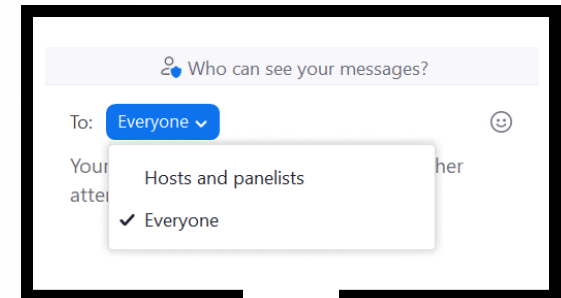 Who can see your messages?
To: Everyone
Hosts and panelists
Everyone